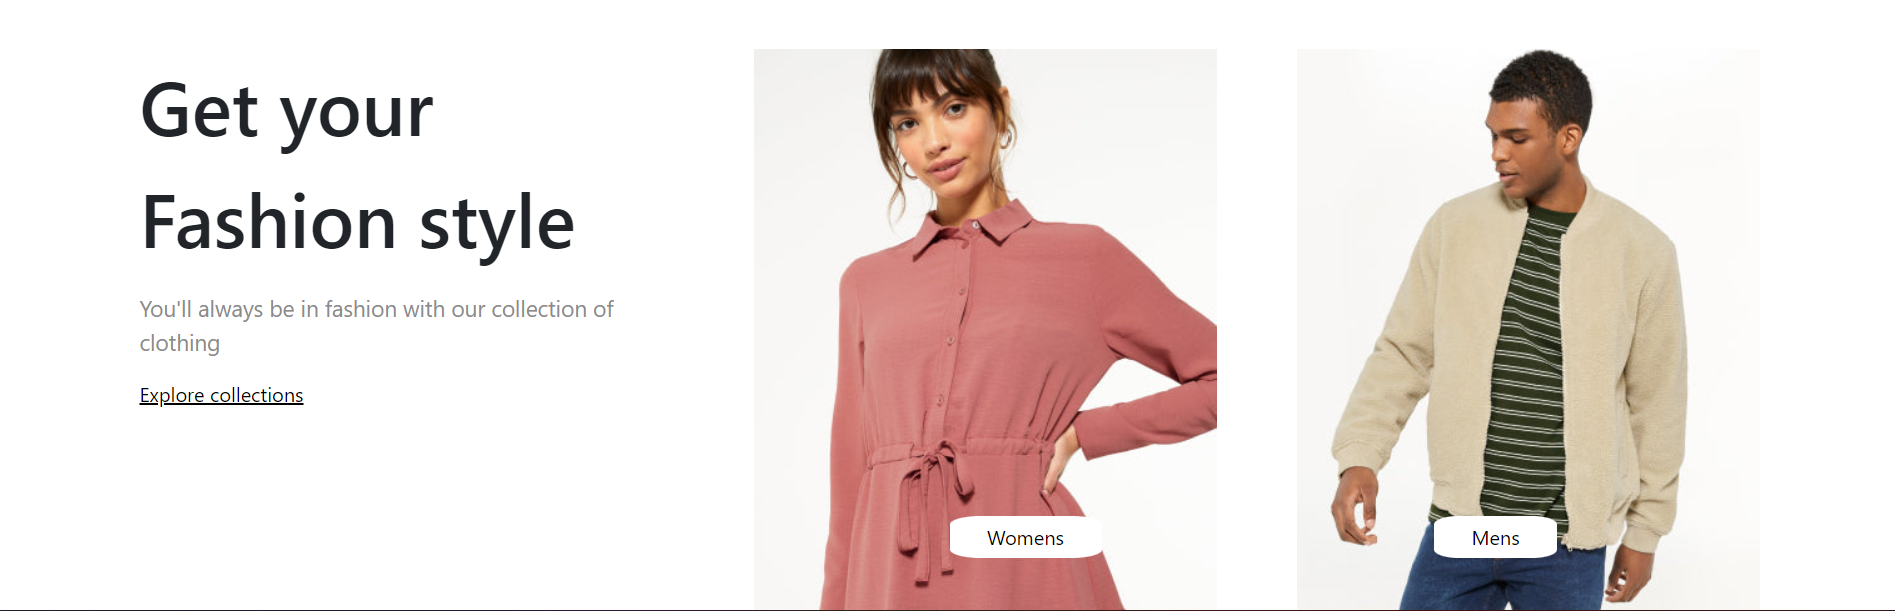 Get your
Fashion style
You'll always be in fashion with our collection of
clothing
Explore collections
Womens
Mens